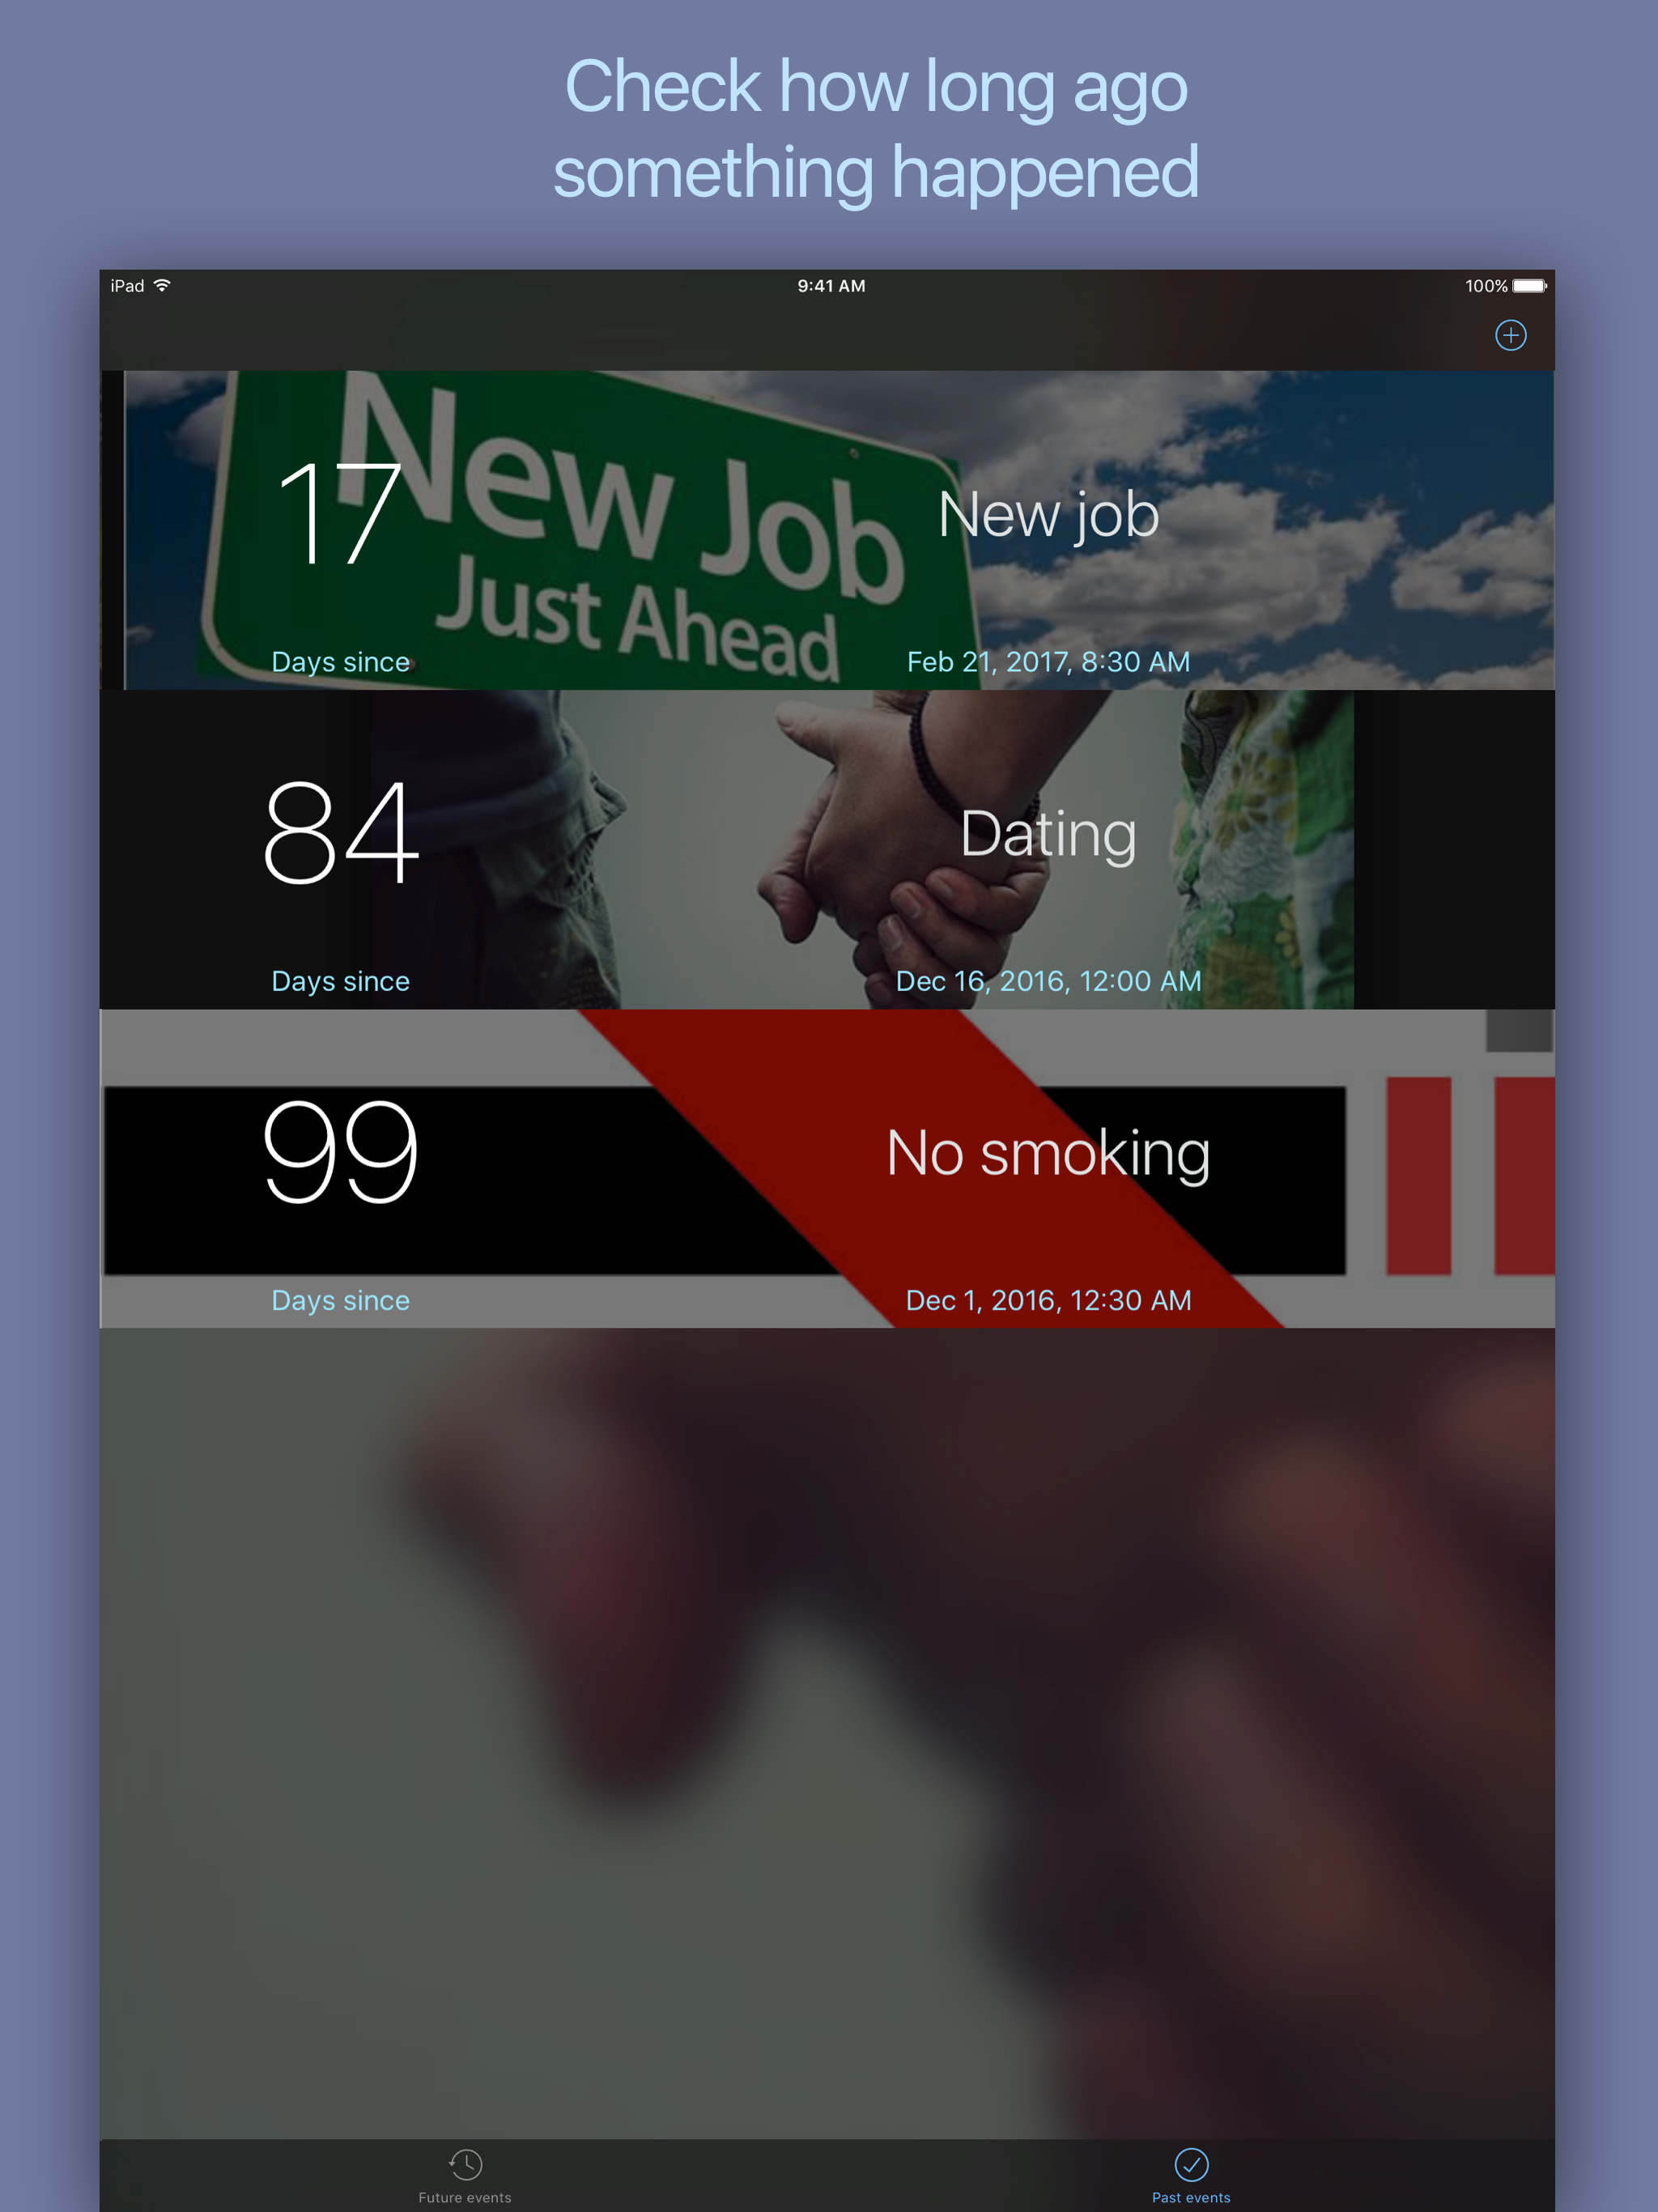 Check how long ago
something happened
iPad
9:41 AM
100%
New Job
Just Ahead
17
New job
Days since
Feb 21, 2017, 8:30 AM
84
Dating
Days since
Dec 16, 2016, 12:00 AM
99
No smoking
Days since
Dec 1, 2016, 12:30 AM
Future events
Past events